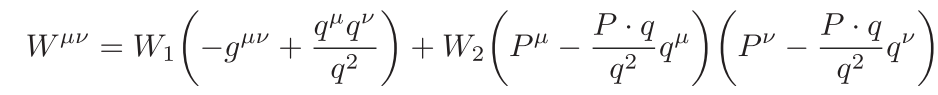 $W^{\mu\nu} = W_1\left(-g^{\mu\nu} + \frac{q^\mu q^\nu}{q^2}\right) + W_2\left(P^\mu - \frac{P \cdot q}{q^2}q^\mu\right)\left(P^\nu - \frac{P \cdot q}{q^2}q^\nu\right)$